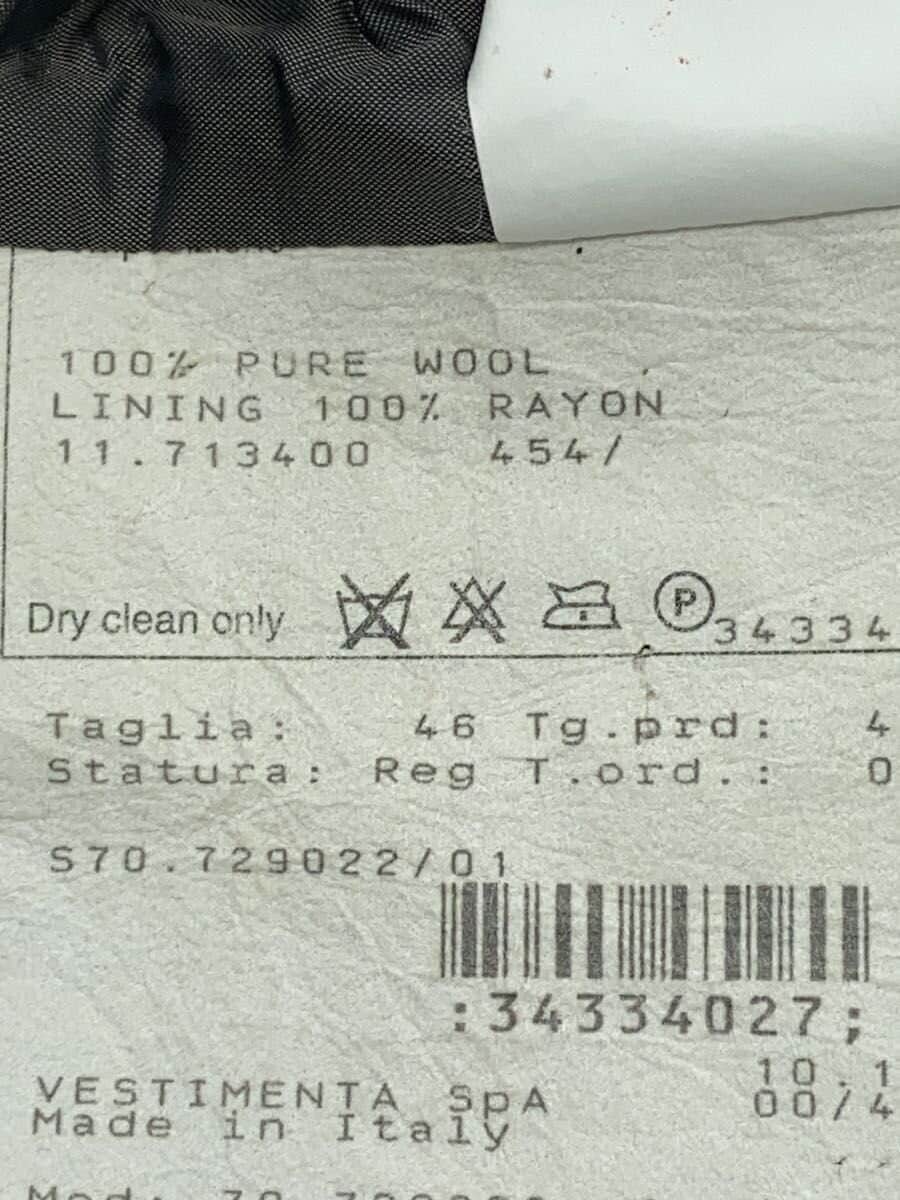 100% PURE WOOL
LINING 100% RAYON
11.713400 454/
Dry clean only P 34334
Taglia: 46 Tg.prd: 4
Statura: Reg T.ord.: 0
S70.729022/01
:34334027;
10.1
VESTIMENTA SpA 00/4
Made in Italy